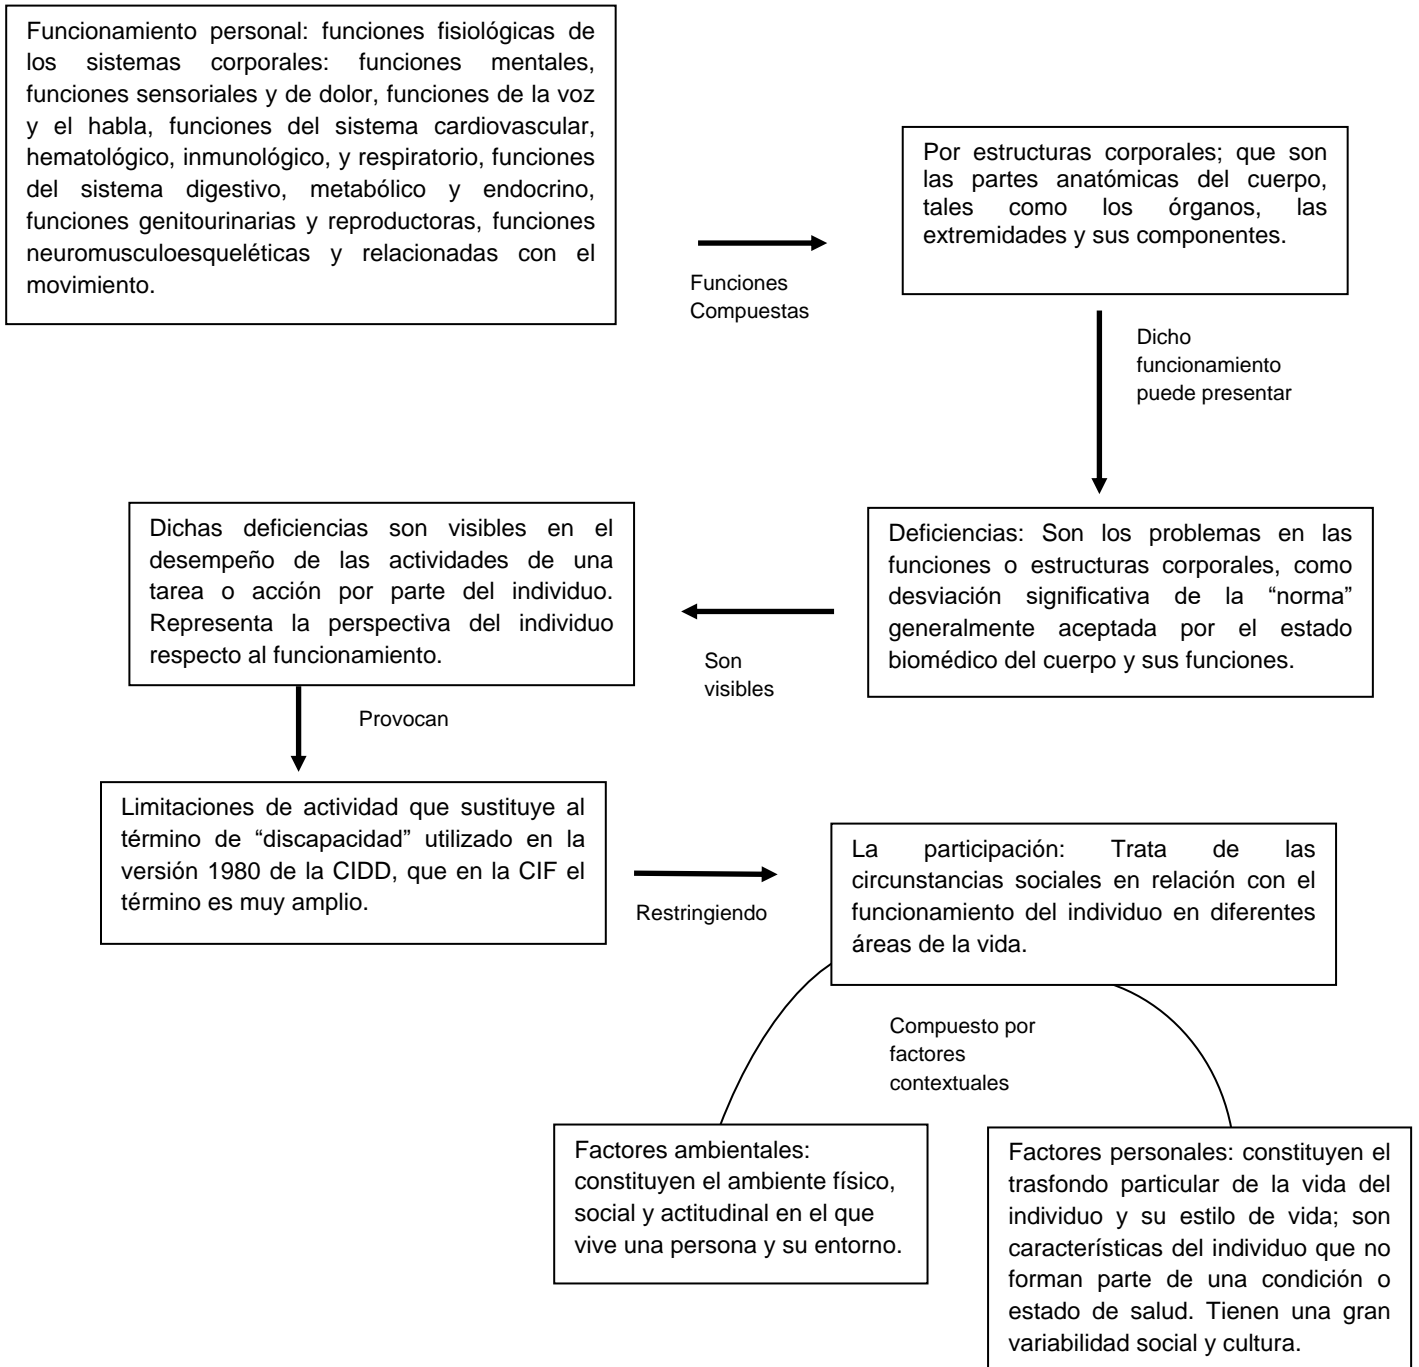 Funcionamiento personal: funciones fisiológicas de
los sistemas corporales: funciones mentales,
funciones sensoriales y de dolor, funciones de la voz
y el habla, funciones del sistema cardiovascular,
hematológico, inmunológico, y respiratorio, funciones
del sistema digestivo, metabólico y endocrino,
funciones genitourinarias y reproductoras, funciones
neuromusculoesqueléticas y relacionadas con el
movimiento.
Funciones
Compuestas
Por estructuras corporales; que son
las partes anatómicas del cuerpo,
tales como los órganos, las
extremidades y sus componentes.
Dicho
funcionamiento
puede presentar
Deficiencias: Son los problemas en las
funciones o estructuras corporales, como
desviación significativa de la “norma”
generalmente aceptada por el estado
biomédico del cuerpo y sus funciones.
Son
visibles
Dichas deficiencias son visibles en el
desempeño de las actividades de una
tarea o acción por parte del individuo.
Representa la perspectiva del individuo
respecto al funcionamiento.
Provocan
Limitaciones de actividad que sustituye al
término de “discapacidad” utilizado en la
versión 1980 de la CIDD, que en la CIF el
término es muy amplio.
Restringiendo
La participación: Trata de las
circunstancias sociales en relación con el
funcionamiento del individuo en diferentes
áreas de la vida.
Compuesto por
factores
contextuales
Factores ambientales:
constituyen el ambiente físico,
social y actitudinal en el que
vive una persona y su entorno.
Factores personales: constituyen el
trasfondo particular de la vida del
individuo y su estilo de vida; son
características del individuo que no
forman parte de una condición o
estado de salud. Tienen una gran
variabilidad social y cultura.